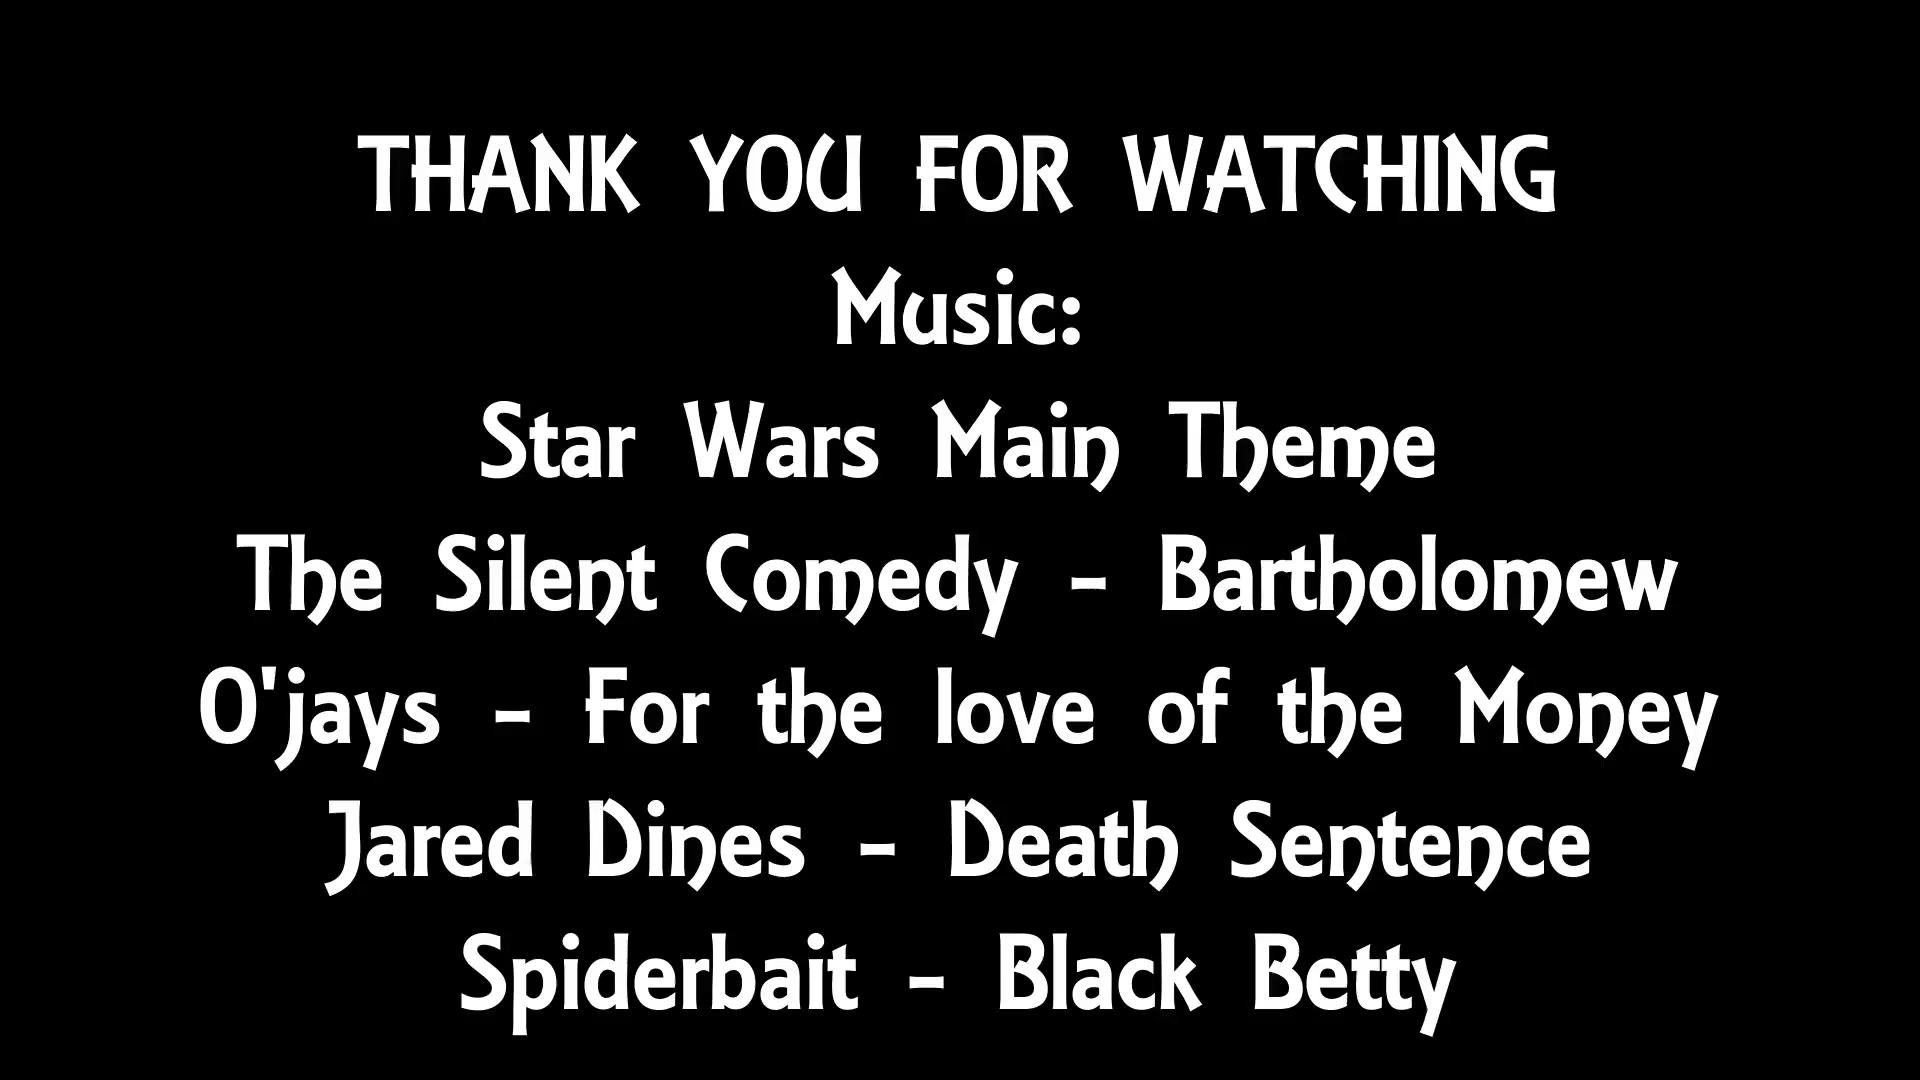 THANK YOU FOR WATCHING
Music:
Star Wars Main Theme
The Silent Comedy - Bartholomew
O'jays - For the love of the Money
Jared Dines - Death Sentence
Spiderbait - Black Betty